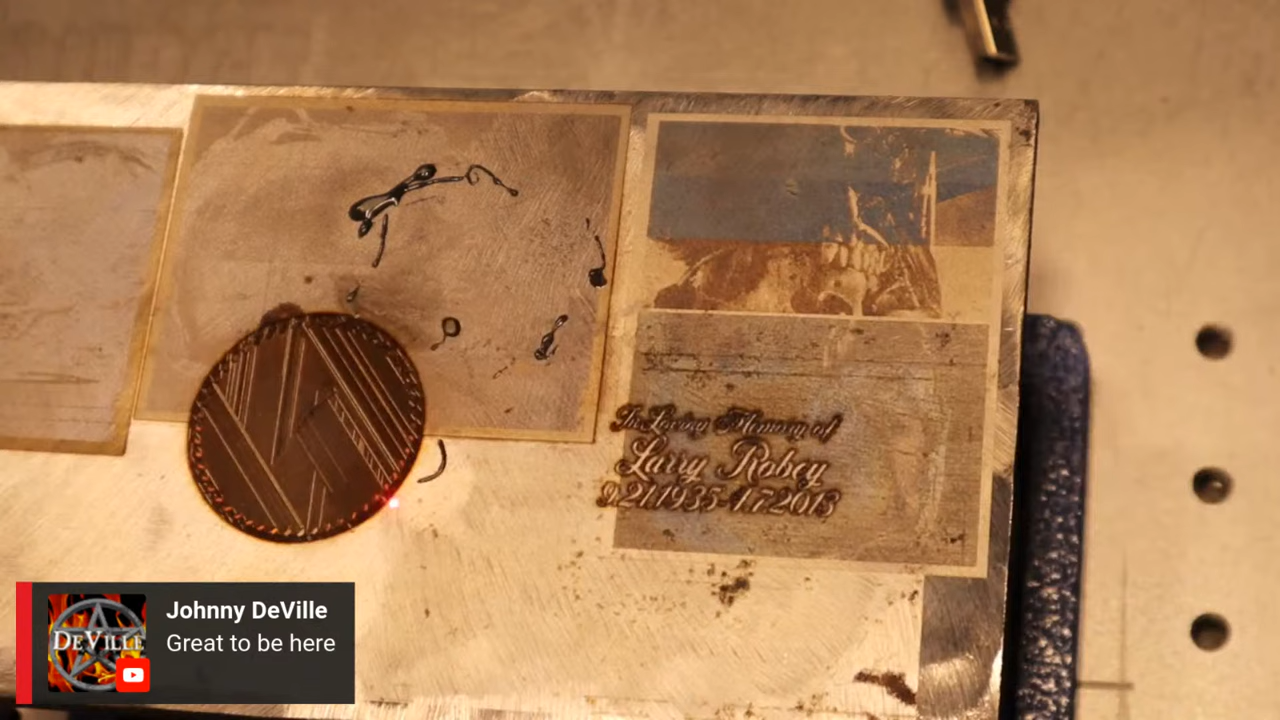 In Loving Memory of
Larry Robey
9.21.1935-1.7.2013
DEVILLE
Johnny DeVille
Great to be here